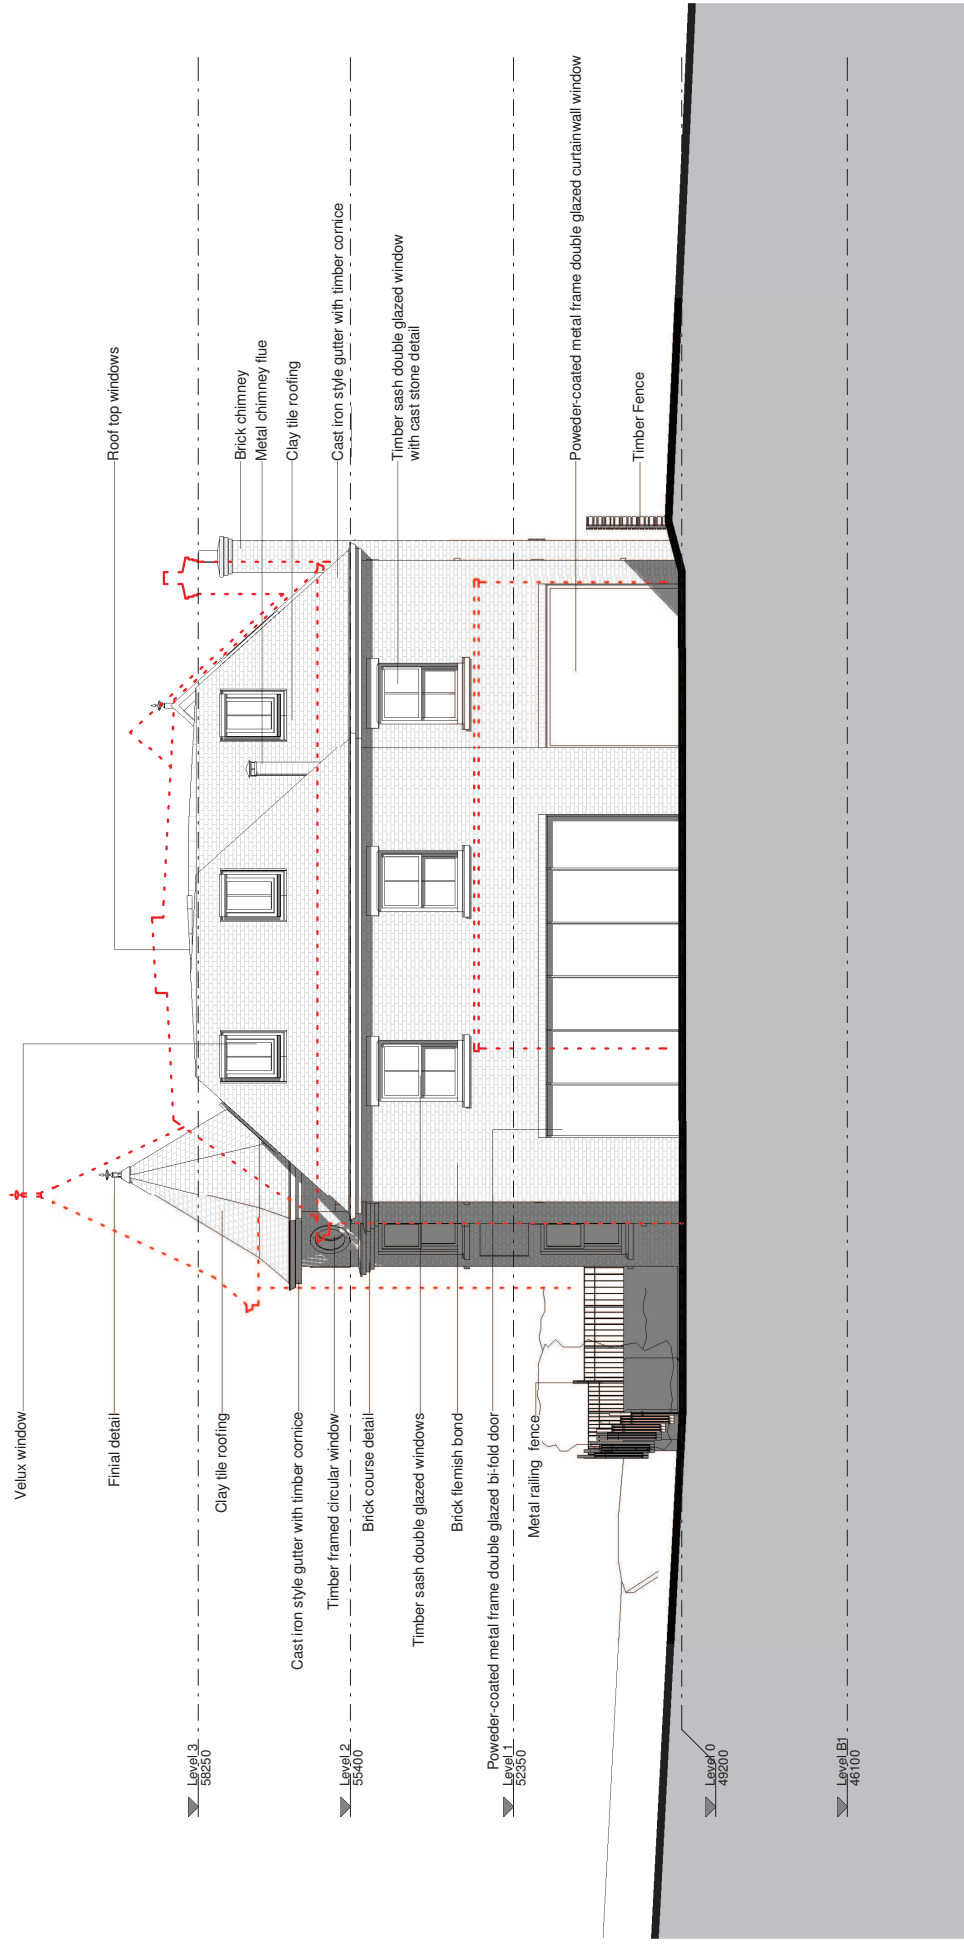 Velux window
Finial detail
Clay tile roofing
Cast iron style gutter with timber cornice
Timber framed circular window
Brick course detail
Timber sash double glazed windows
Brick flemish bond
Poweder-coated metal frame double glazed bi-fold door
Metal railing fence
Roof top windows
Brick chimney
Metal chimney flue
Clay tile roofing
Cast iron style gutter with timber cornice
Timber sash double glazed window
with cast stone detail
Poweder-coated metal frame double glazed curtainwall window
Timber Fence
Level 3
58250
Level 2
55400
Level 1
52350
Level 0
49200
Level B1
46100